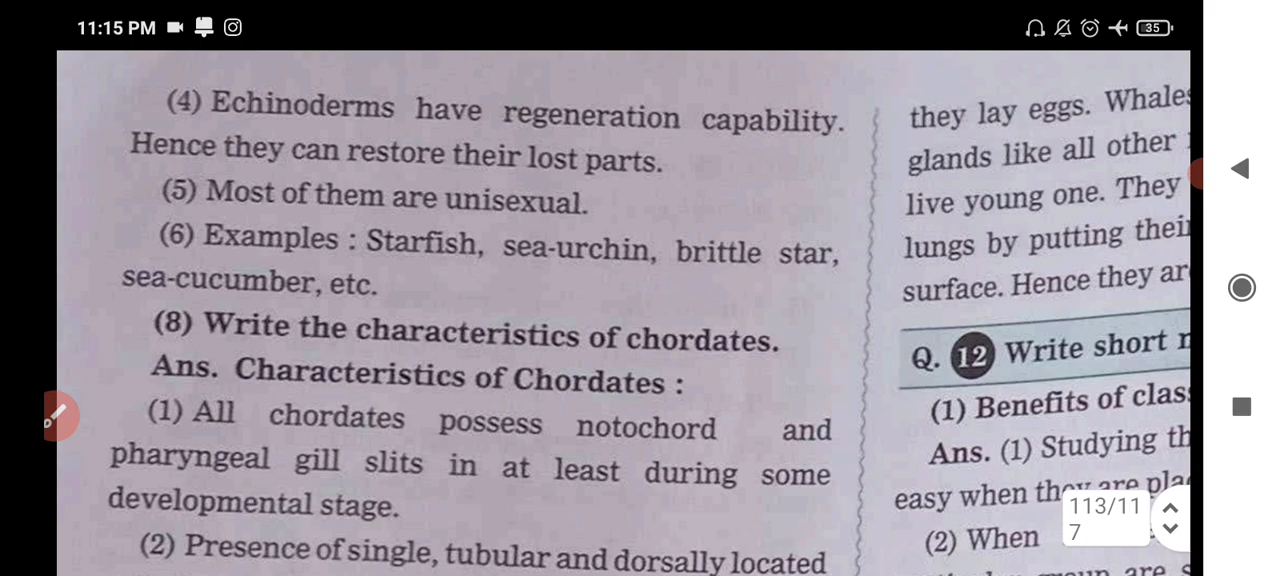 11:15 PM
35
(4) Echinoderms have regeneration capability.
Hence they can restore their lost parts.
(5) Most of them are unisexual.
(6) Examples : Starfish, sea-urchin, brittle star,
sea-cucumber, etc.
(8) Write the characteristics of chordates.
Ans. Characteristics of Chordates :
(1) All chordates possess notochord and
pharyngeal gill slits in at least during some
developmental stage.
(2) Presence of single, tubular and dorsally located
they lay eggs. Whales
glands like all other
live young one. They
lungs by putting their
surface. Hence they
Q. 12 Write short
(1) Benefits of
Ans. (1) Studying
easy when they are
(2) When
are
113/11
7